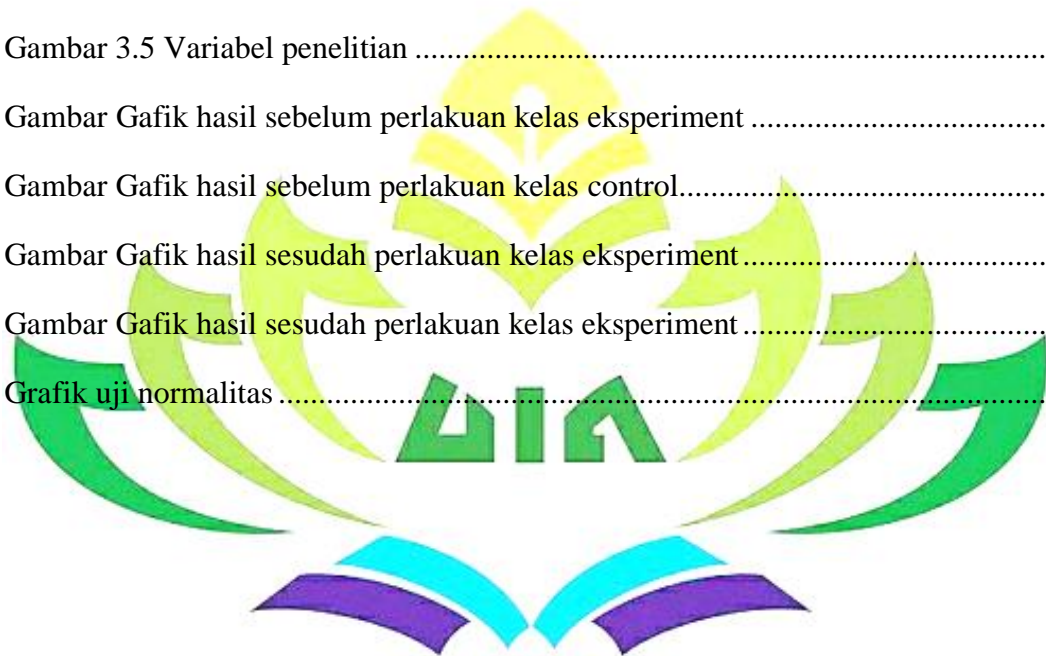 Gambar 3.5 Variabel penelitian ......................................................................................................
Gambar Gafik hasil sebelum perlakuan kelas eksperiment ................................................
Gambar Gafik hasil sebelum perlakuan kelas control............................................................
Gambar Gafik hasil sesudah perlakuan kelas eksperiment.................................................
Gambar Gafik hasil sesudah perlakuan kelas eksperiment.................................................
Grafik uji normalitas .............................................................................................................................
UIN